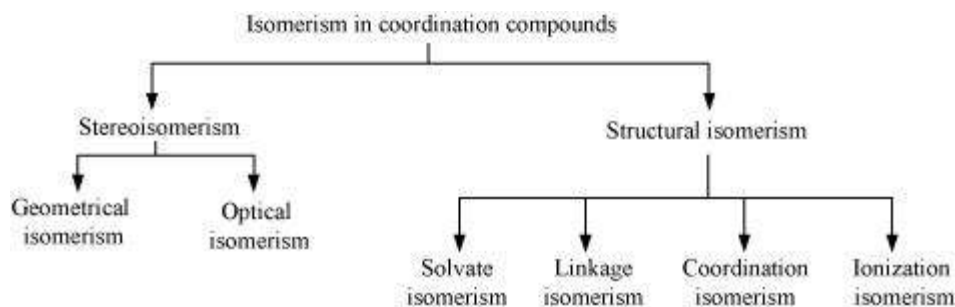 Isomerism in coordination compounds
Stereoisomerism
Structural isomerism
Geometrical
isomerism
Optical
isomerism
Solvate
isomerism
Linkage
isomerism
Coordination
isomerism
Ionization
isomerism